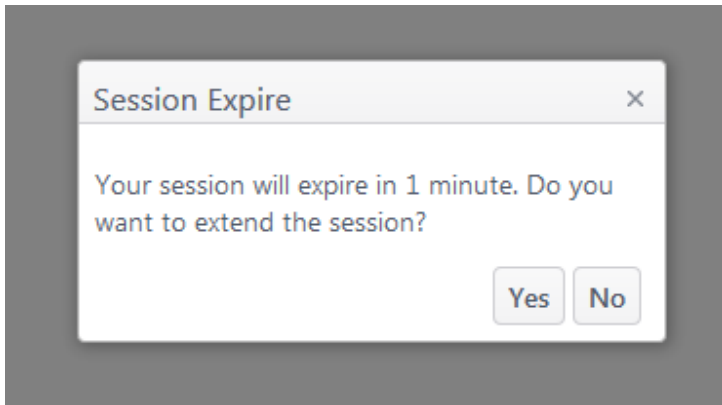 Session Expire
Your session will expire in 1 minute. Do you
want to extend the session?
Yes No